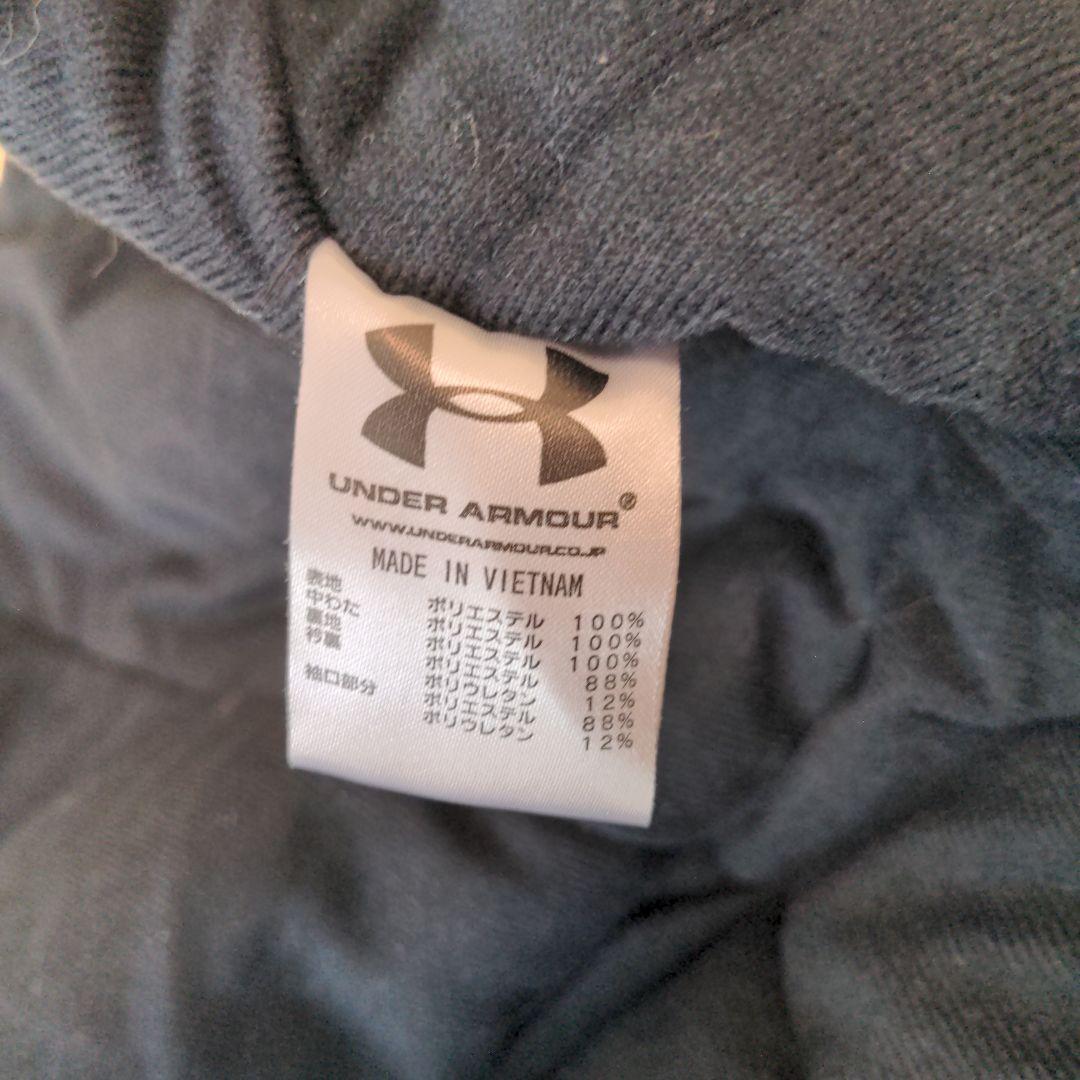 UNDER ARMOUR®
WWW.UNDERARMOUR.CO.JP
MADE IN VIETNAM
表地 ポリエステル 100%
中わた ポリエステル 100%
裏地 ポリエステル 100%
衿裏 ポリエステル 88%
ポリウレタン 12%
袖口部分 ポリエステル 88%
ポリウレタン 12%